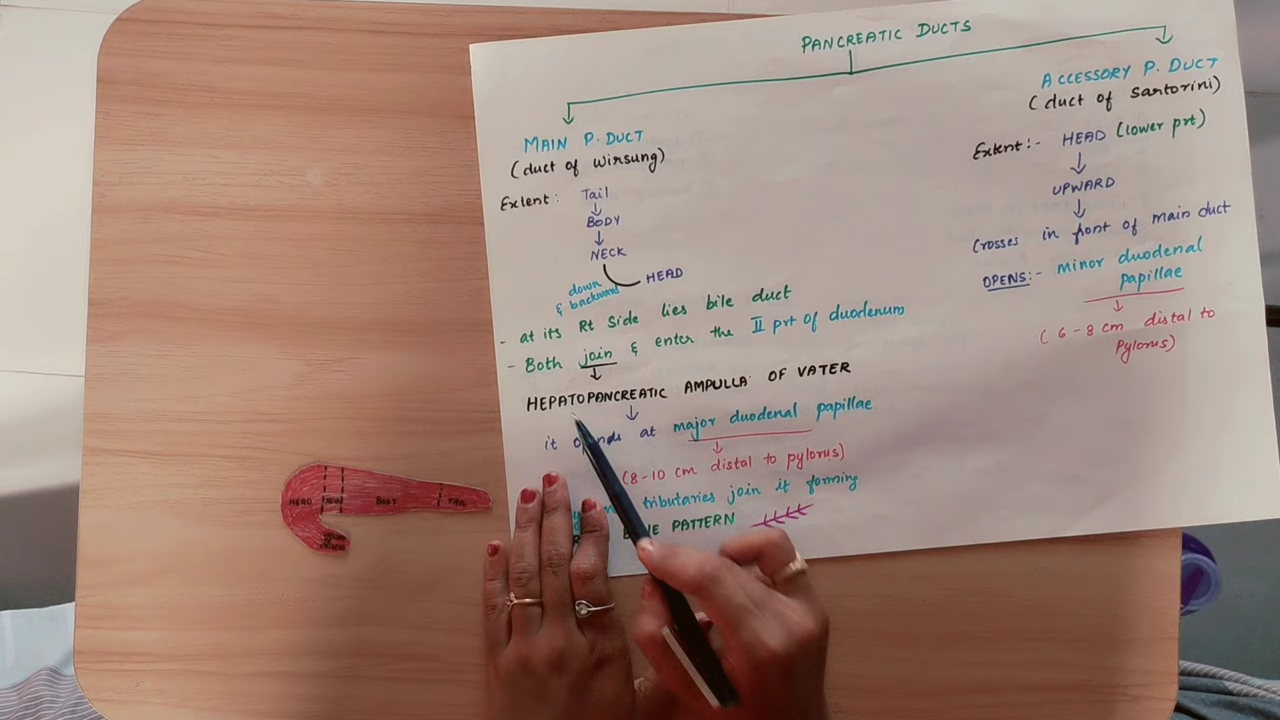 PANCREATIC DUCTS
MAIN P. DUCT
(duct of wirsung)
Extent: Tail
BODY
NECK
HEAD
down
& backward
- at its Rt Side lies bile duct
- Both join & enter the II prt of duodenum
HEPATOPANCREATIC AMPULLA OF VATER
it at major duodenal papillae
(8-10 cm distal to pylorus)
tributaries join it forming
PATTERN
ACCESSORY P. DUCT
(duct of Sartorini)
Extent:- HEAD (lower prt)
UPWARD
Crosses in front of main duct
OPENS:- minor duodenal
papillae
(6-8 cm distal to
Pylorus)
HEAD
BODY
TAIL